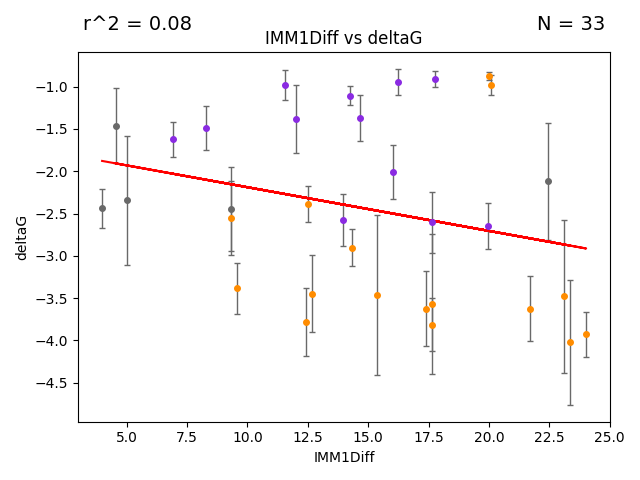 r^2 = 0.08
N = 33
IMM1Diff vs deltaG
−1.0
−1.5
−2.0
−2.5
−3.0
−3.5
−4.0
−4.5
deltaG
5.0 7.5 10.0 12.5 15.0 17.5 20.0 22.5 25.0
IMM1Diff